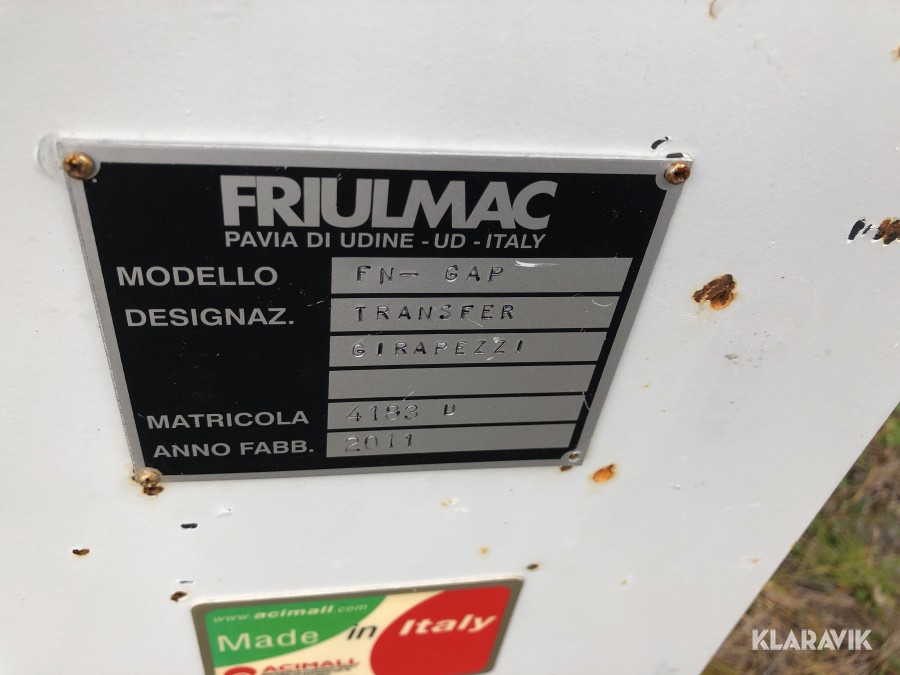 FRIULMAC
PAVIA DI UDINE - UD - ITALY
MODELLO FN- GAP
DESIGNAZ. TRANSFER
GIRAPEZZI
MATRICOLA 4183 U
ANNO FABB. 2011
www.acimall.com
Made in Italy
ACIMALL
KLARAVIK